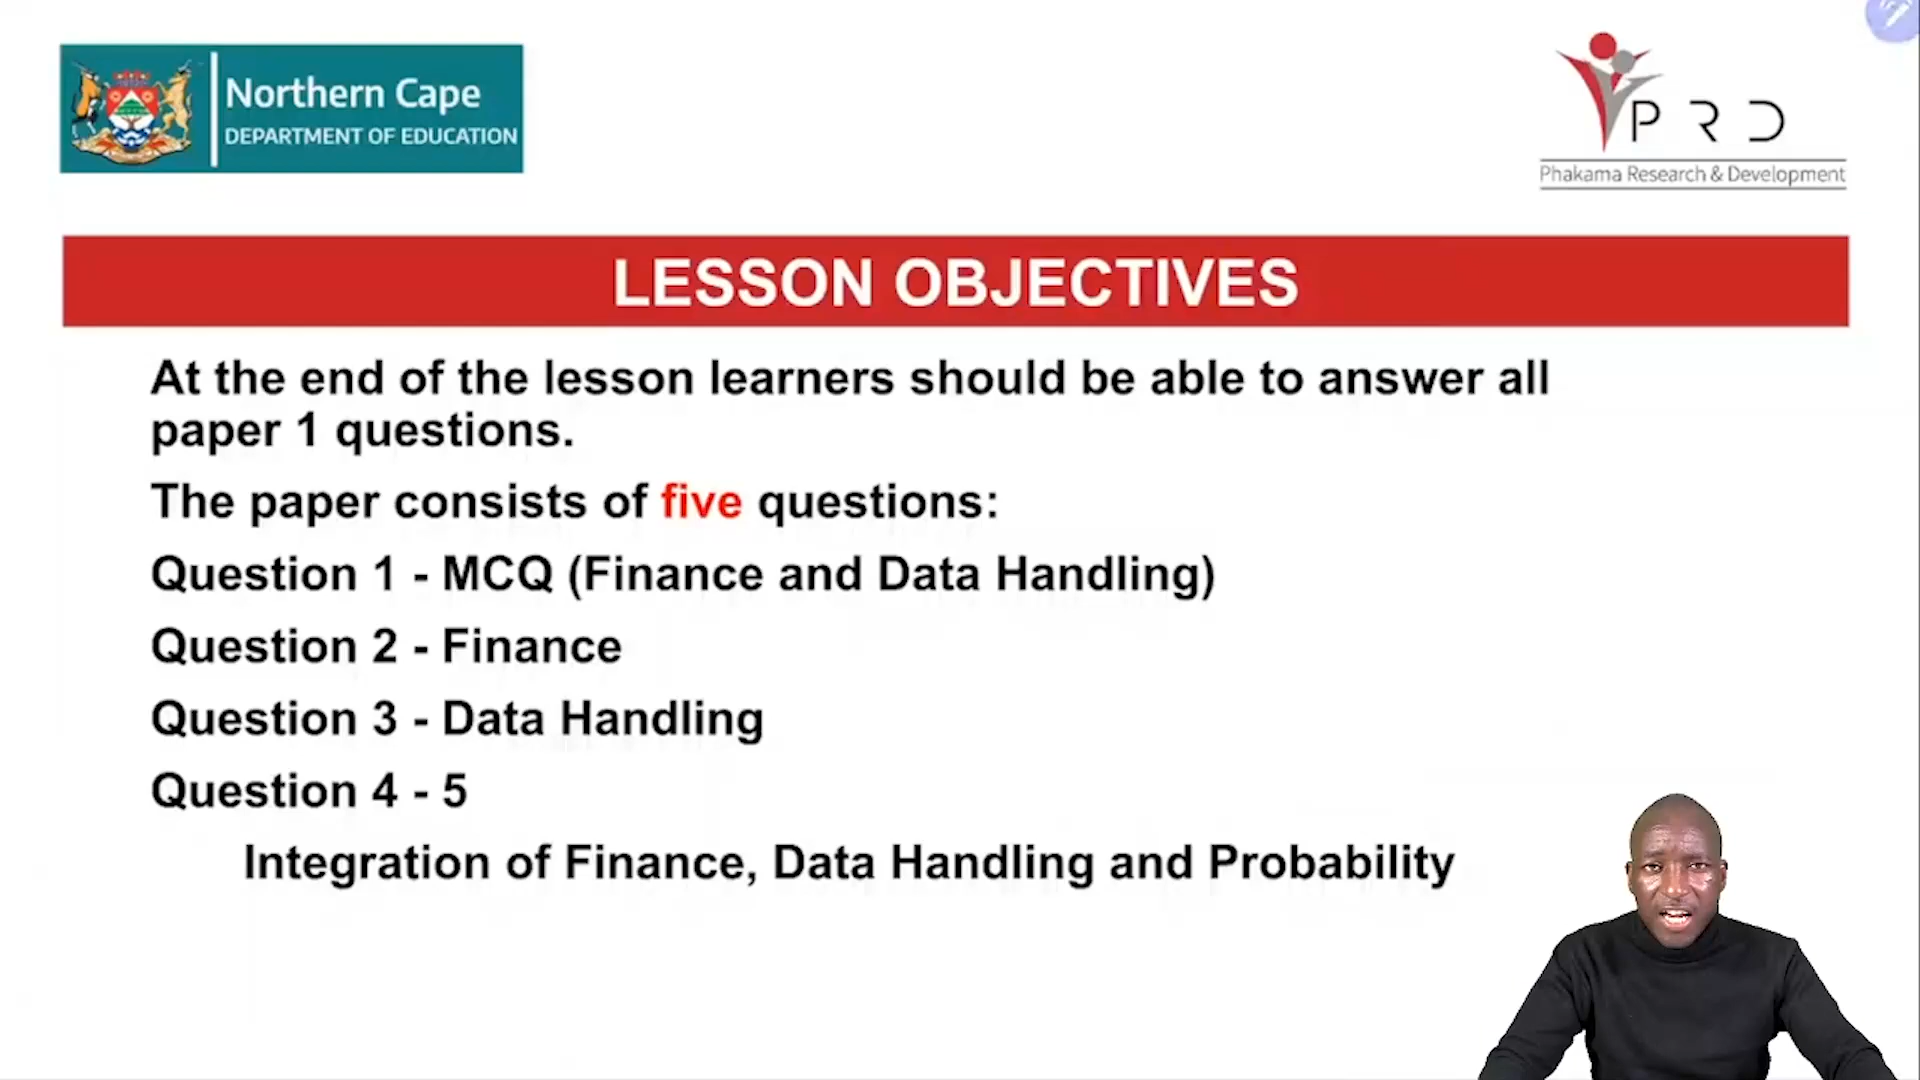 Northern Cape
DEPARTMENT OF EDUCATION
PRD
Phakama Research & Development
LESSON OBJECTIVES
At the end of the lesson learners should be able to answer all
paper 1 questions.
The paper consists of five questions:
Question 1 - MCQ (Finance and Data Handling)
Question 2 - Finance
Question 3 - Data Handling
Question 4 - 5
Integration of Finance, Data Handling and Probability